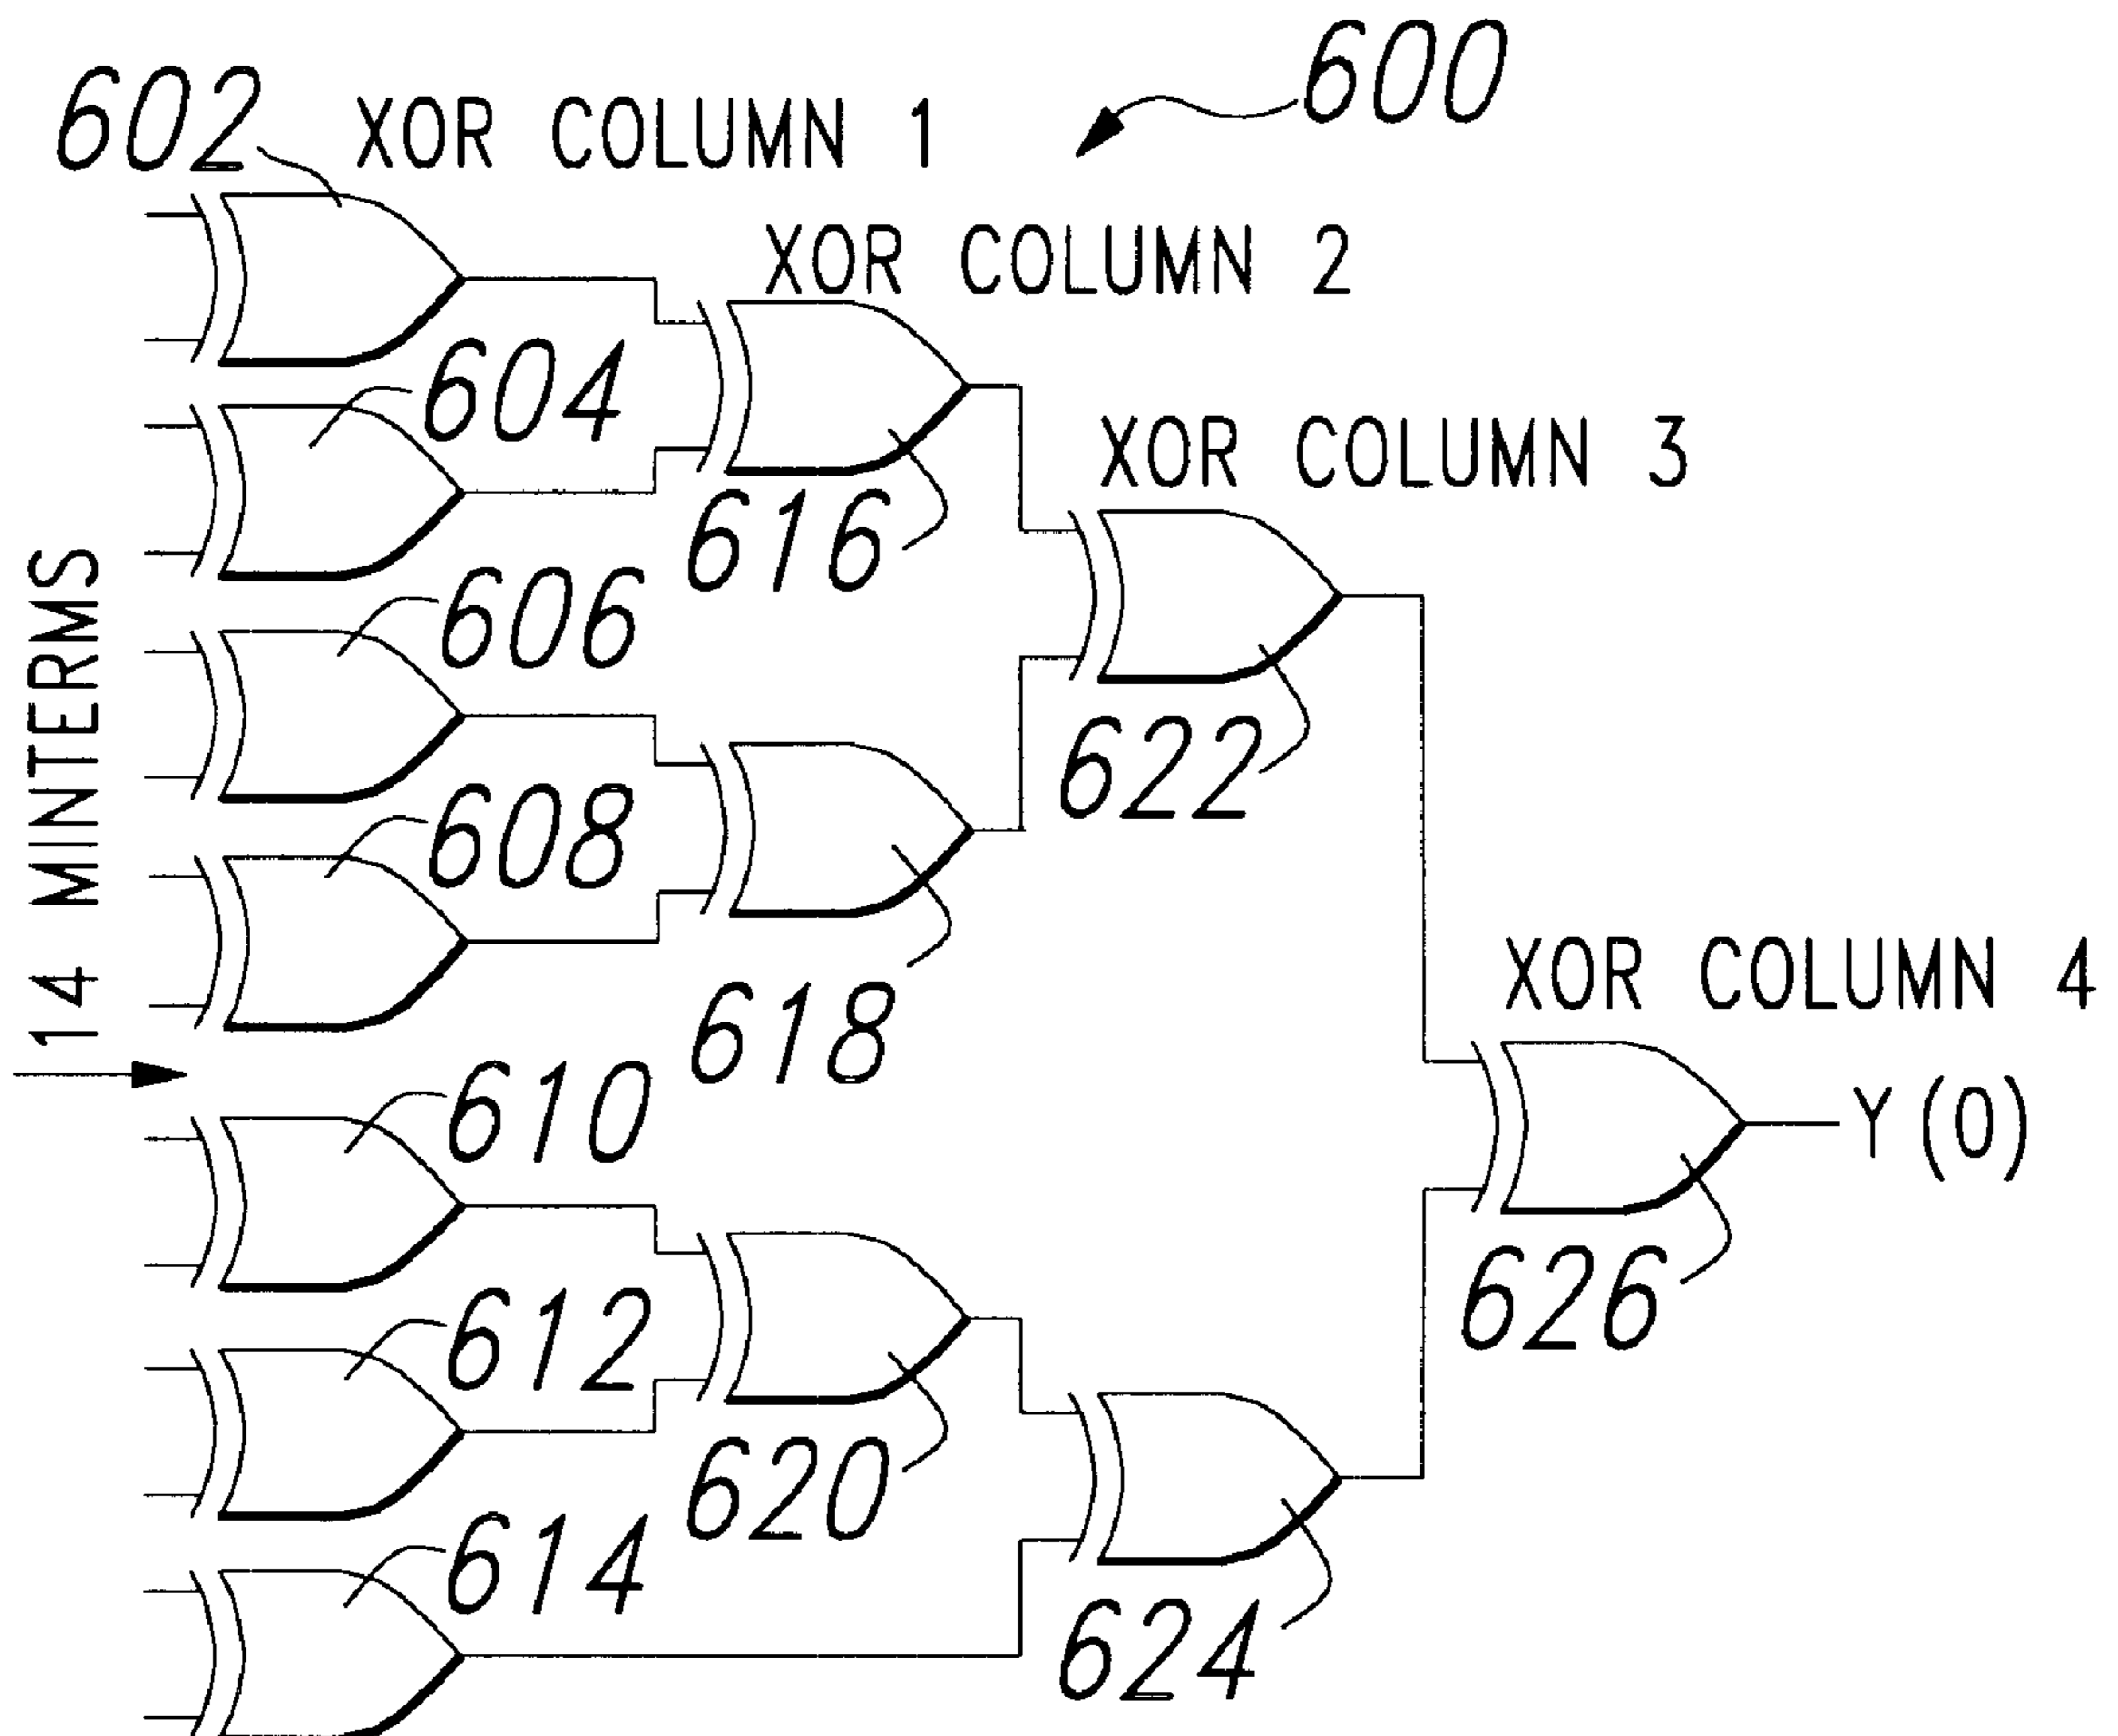 600
602
XOR COLUMN 1
XOR COLUMN 2
604
XOR COLUMN 3
616
606
14 MINTERMS
622
608
XOR COLUMN 4
618
610
Y(0)
612
626
620
614
624